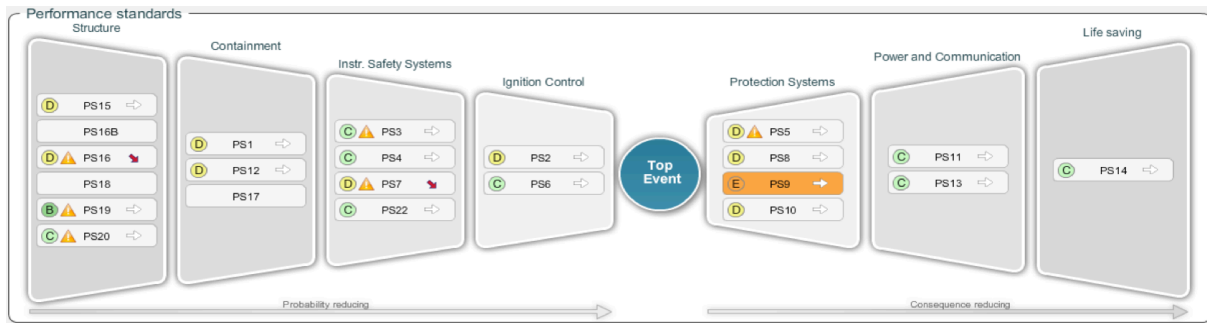 Performance standards
Structure
D PS15
PS16B
D PS16
PS18
B PS19
C PS20
Containment
D PS1
D PS12
PS17
Instr. Safety Systems
C PS3
C PS4
D PS7
C PS22
Ignition Control
D PS2
C PS6
Top
Event
Protection Systems
D PS5
D PS8
E PS9
D PS10
Power and Communication
C PS11
C PS13
Life saving
C PS14
Probability reducing
Consequence reducing